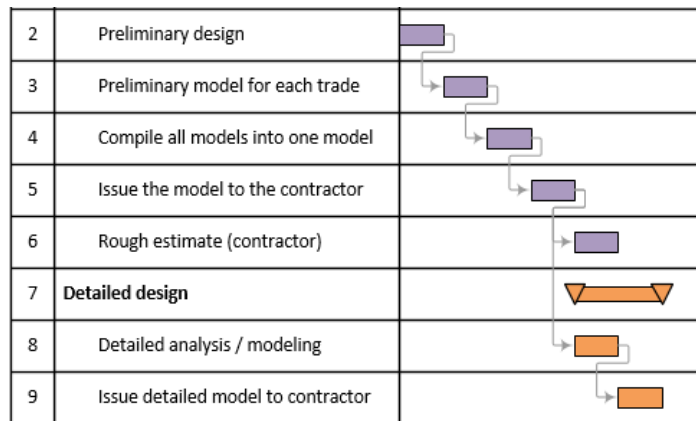 2 Preliminary design
3 Preliminary model for each trade
4 Compile all models into one model
5 Issue the model to the contractor
6 Rough estimate (contractor)
7 Detailed design
8 Detailed analysis / modeling
9 Issue detailed model to contractor